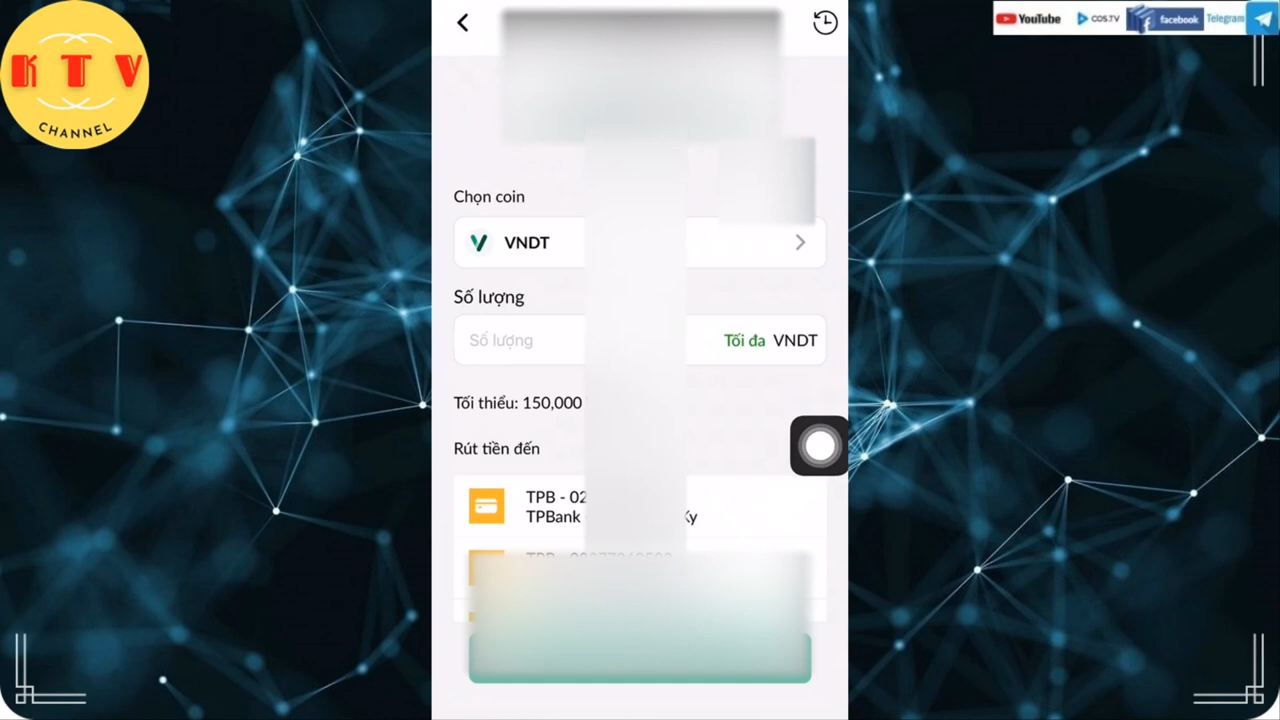 KTV
CHANNEL
YouTube
COS.TV
facebook
Telegram
Chọn coin
VNDT
Số lượng
Số lượng
Tối đa VNDT
Tối thiểu: 150,000
Rút tiền đến
TPB - 02
TPBank
Ky